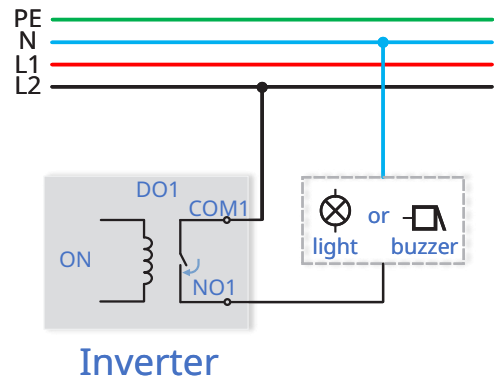 PE
N
L1
L2
DO1
COM1
ON
NO1
or
light
buzzer
Inverter